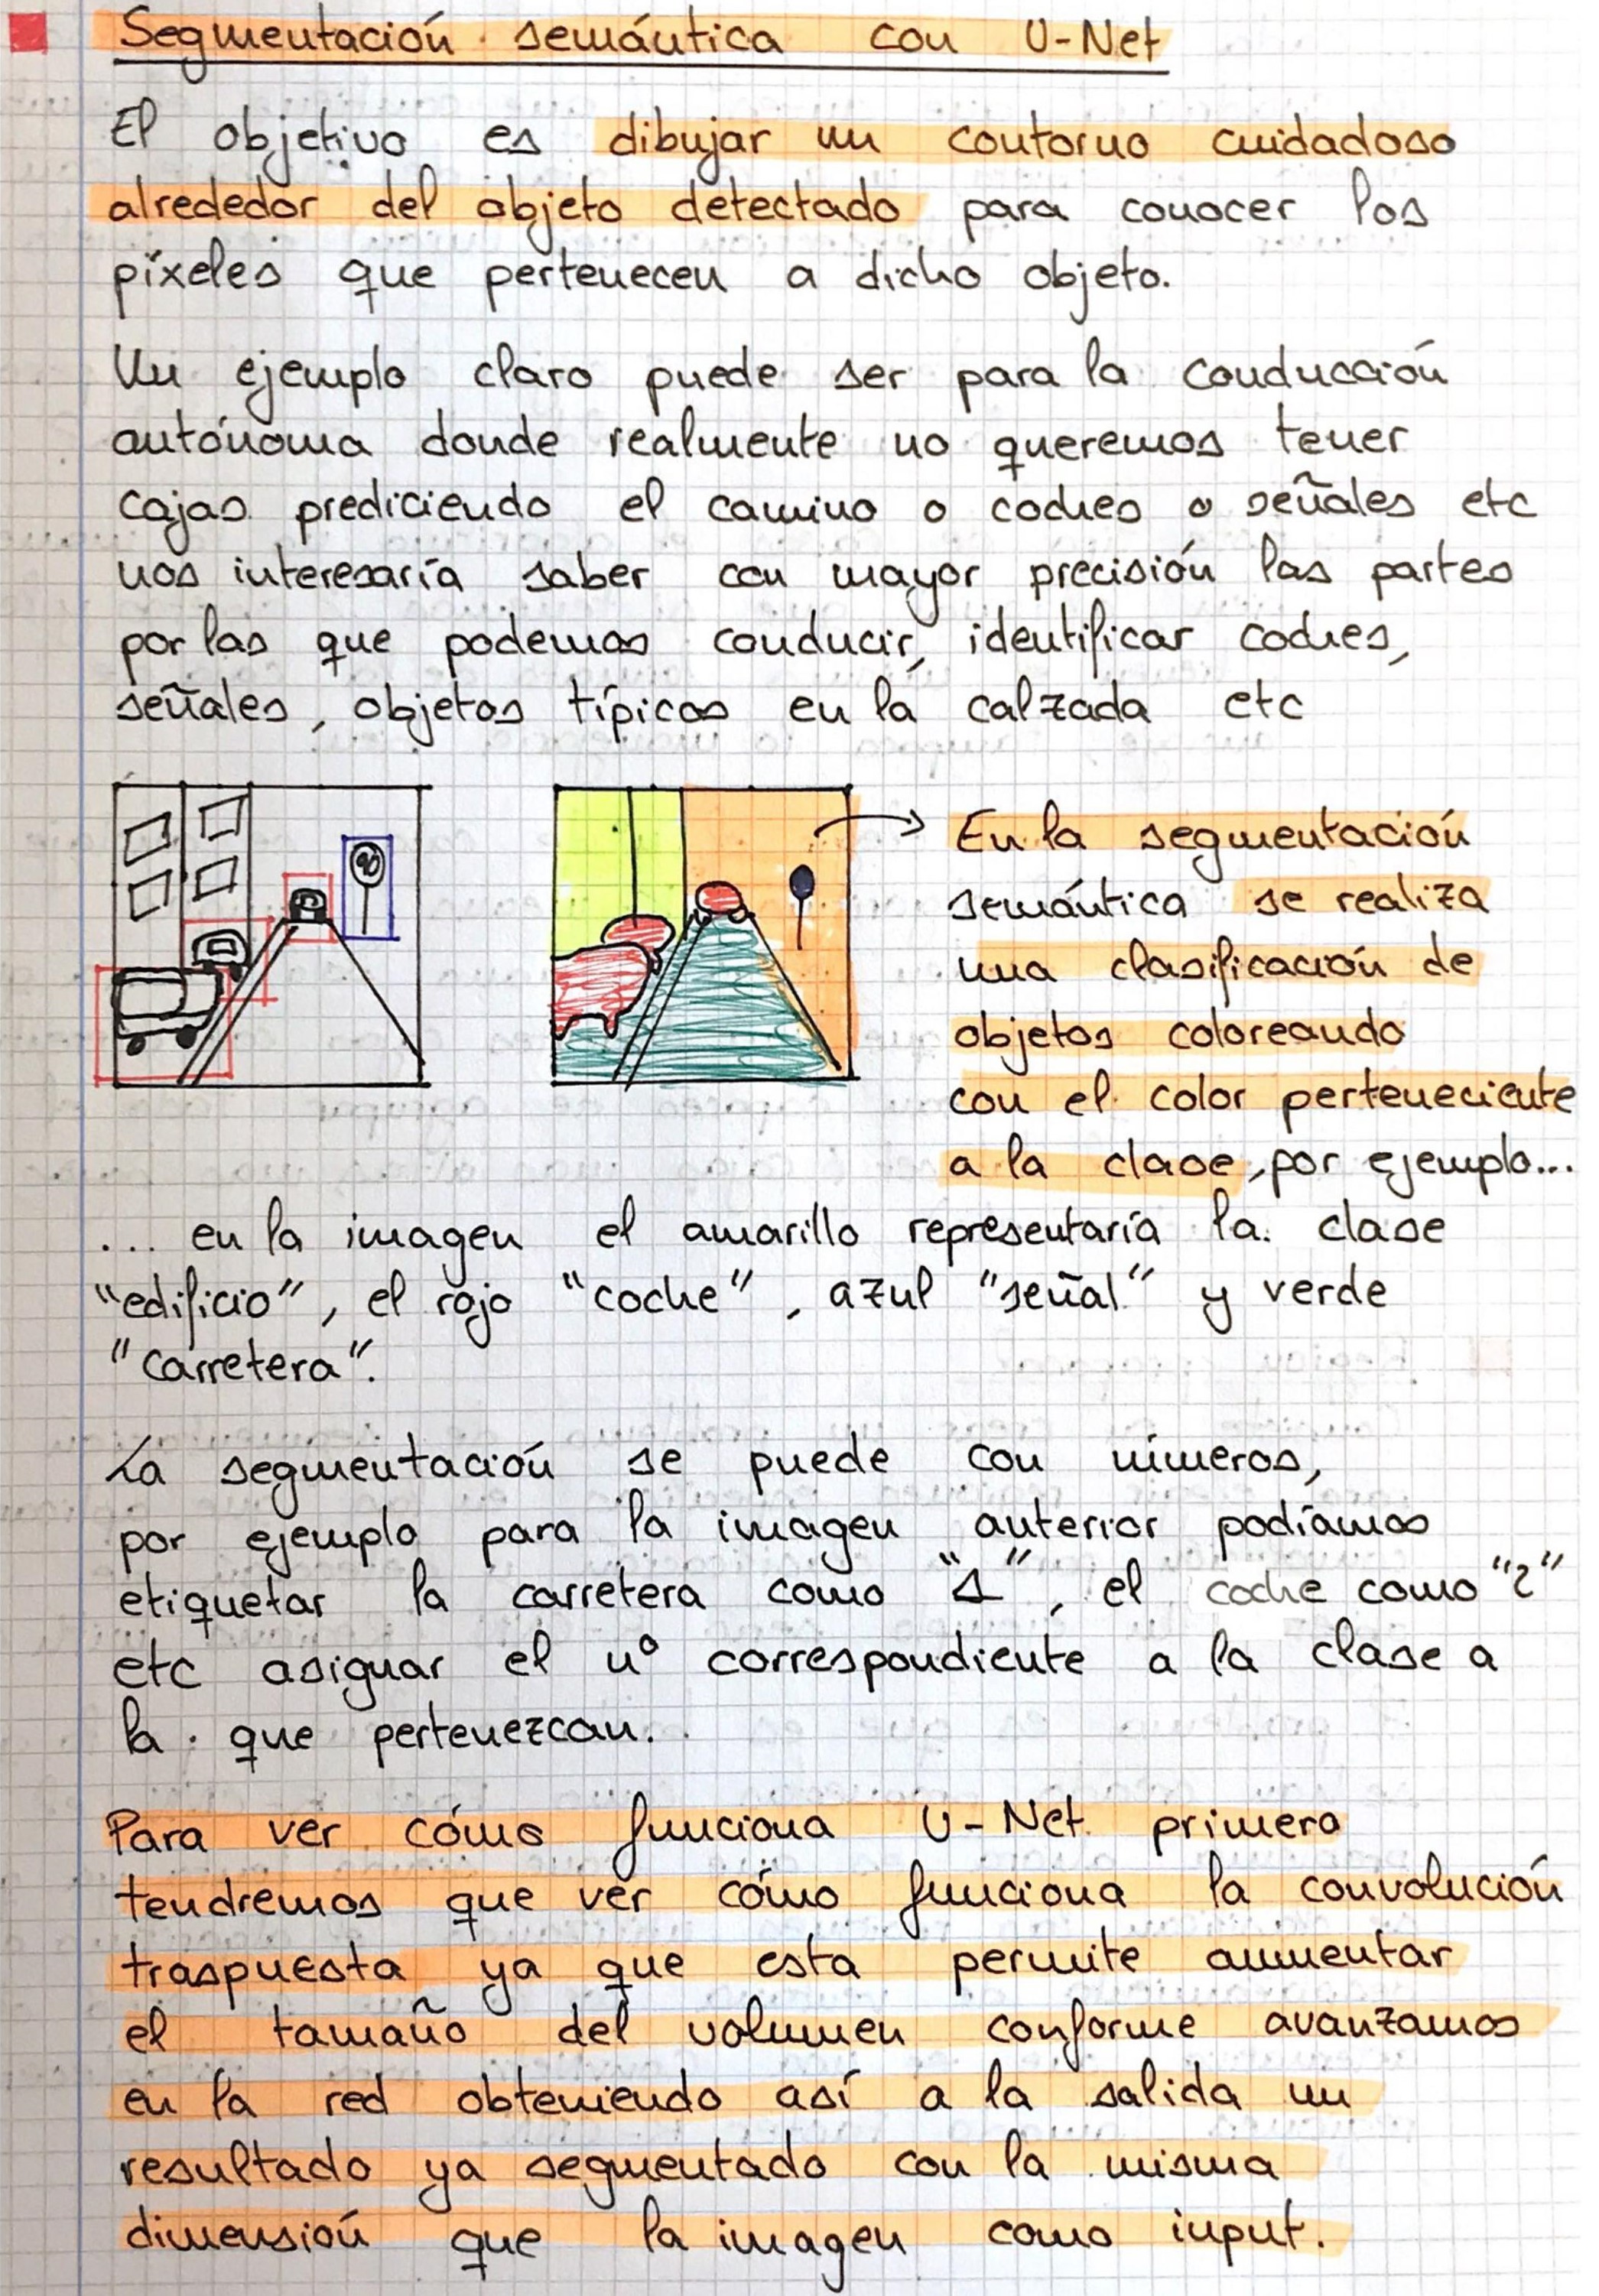 Segmentación semántica con U-Net
El objetivo es dibujar un contorno cuidadoso
alrededor del objeto detectado para conocer los
píxeles que pertenecen a dicho objeto.
Un ejemplo claro puede ser para la conducción
autónoma donde realmente no queremos tener
cajas prediciendo el camino o coches o señales etc
nos interesaría saber con mayor precisión las partes
por las que podemos conducir, identificar coches,
señales, objetos típicos en la calzada etc
En la segmentación
semántica se realiza
una clasificación de
objetos coloreando
con el color perteneciente
a la clase, por ejemplo...
... en la imagen el amarillo representaría la clase
"edificio", el rojo "coche", azul "señal" y verde
"carretera".
La segmentación se puede con números,
por ejemplo para la imagen anterior podíamos
etiquetar la carretera como "1", el coche como "2"
etc asignar el nº correspondiente a la clase a
la que pertenezcan.
Para ver cómo funciona U-Net primero
tendremos que ver cómo funciona la convolución
traspuesta ya que esta permite aumentar
el tamaño del volumen conforme avanzamos
en la red obteniendo así a la salida un
resultado ya segmentado con la misma
dimensión que la imagen como input.